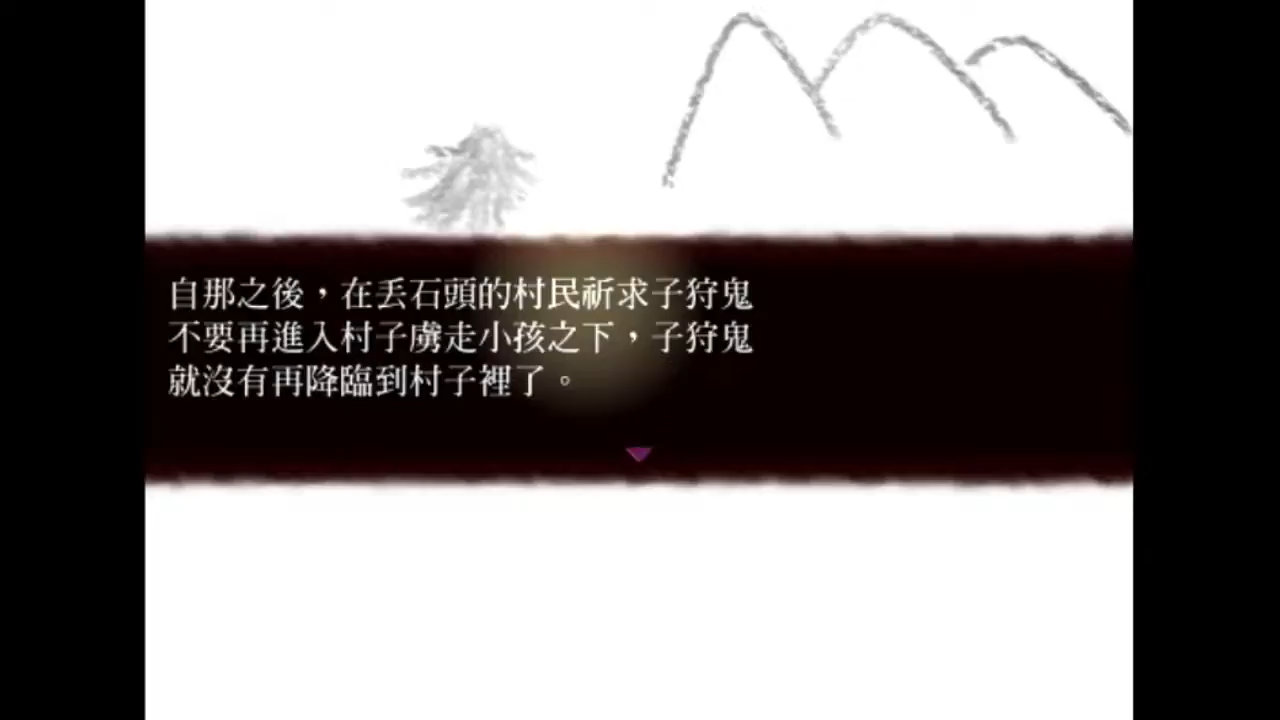 自那之後，在丟石頭的村民祈求子狩鬼
不要再進入村子虜走小孩之下，子狩鬼
就沒有再降臨到村子裡了。